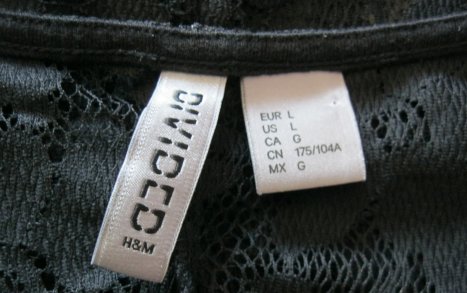 DIVIDED
H&M
EUR L
US L
CA G
CN 175/104A
MX G